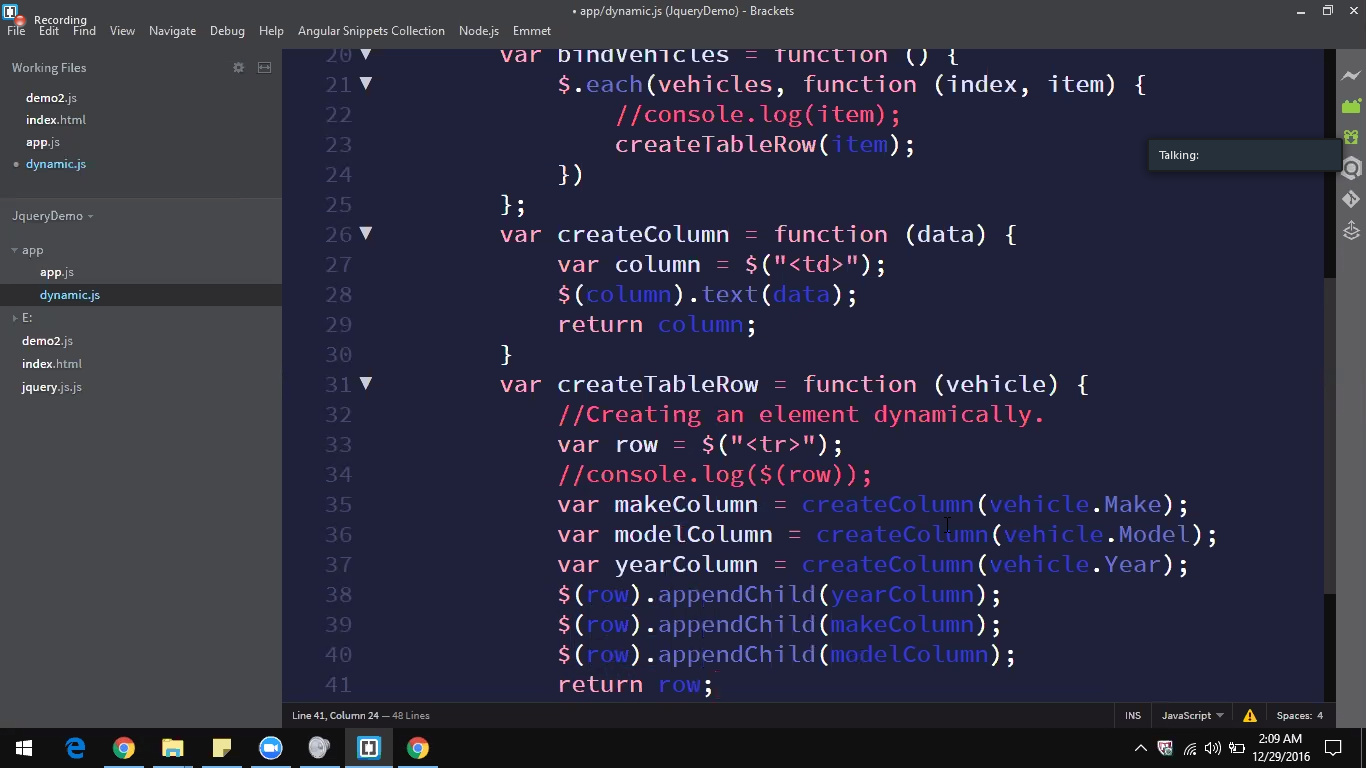 Recording
• app/dynamic.js (JqueryDemo) - Brackets
File Edit Find View Navigate Debug Help Angular Snippets Collection Node.js Emmet
Working Files
demo2.js
index.html
app.js
dynamic.js
JqueryDemo
app
app.js
dynamic.js
E:
demo2.js
index.html
jquery.js.js
20 var bindVehicles = function () {
21 $.each(vehicles, function (index, item) {
22 //console.log(item);
23 createTableRow(item);
24 })
25 };
26 var createColumn = function (data) {
27 var column = $("<td>");
28 $(column).text(data);
29 return column;
30 }
31 var createTableRow = function (vehicle) {
32 //Creating an element dynamically.
33 var row = $("<tr>");
34 //console.log($(row));
35 var makeColumn = createColumn(vehicle.Make);
36 var modelColumn = createColumn(vehicle.Model);
37 var yearColumn = createColumn(vehicle.Year);
38 $(row).appendChild(yearColumn);
39 $(row).appendChild(makeColumn);
40 $(row).appendChild(modelColumn);
41 return row;
Talking:
Line 41, Column 24 — 48 Lines
INS JavaScript Spaces: 4
2:09 AM
12/29/2016